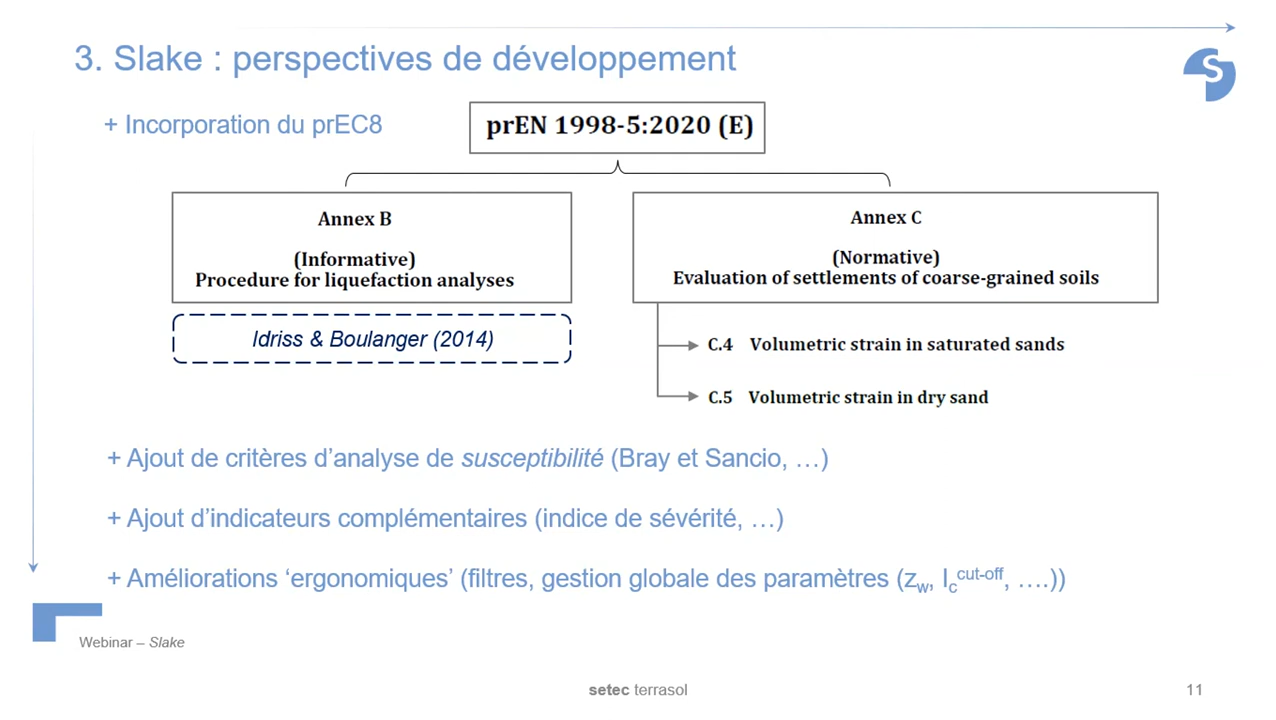 3. Slake : perspectives de développement
S
+ Incorporation du prEC8
prEN 1998-5:2020 (E)
Annex B
(Informative)
Procedure for liquefaction analyses
Idriss & Boulanger (2014)
Annex C
(Normative)
Evaluation of settlements of coarse-grained soils
C.4 Volumetric strain in saturated sands
C.5 Volumetric strain in dry sand
+ Ajout de critères d’analyse de susceptibilité (Bray et Sancio, …)
+ Ajout d’indicateurs complémentaires (indice de sévérité, …)
+ Améliorations ‘ergonomiques’ (filtres, gestion globale des paramètres (zw, Iccut-off, ….))
Webinar – Slake
setec terrasol
11